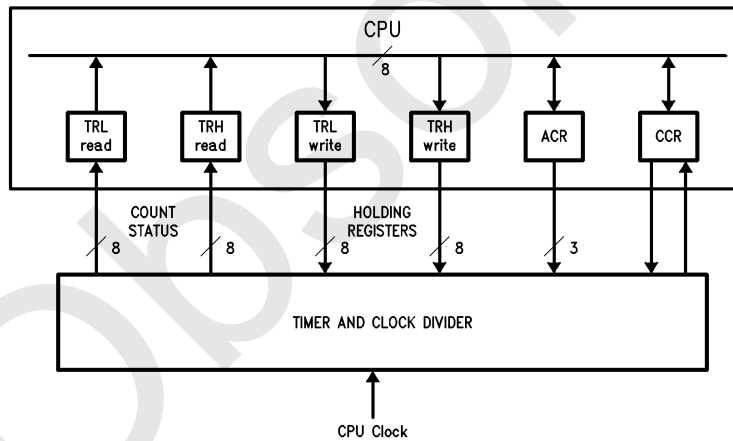 CPU
8
TRL
read
TRH
read
TRL
write
TRH
write
ACR
CCR
COUNT
STATUS
HOLDING
REGISTERS
8
8
8
8
3
TIMER AND CLOCK DIVIDER
CPU Clock